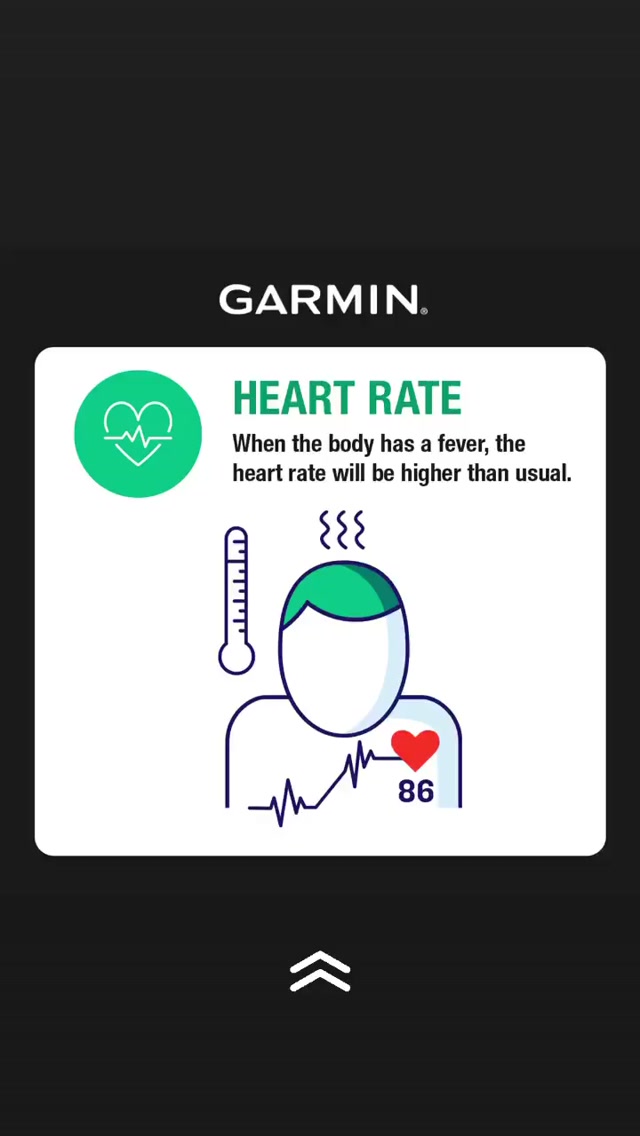 GARMIN®
HEART RATE
When the body has a fever, the
heart rate will be higher than usual.
86